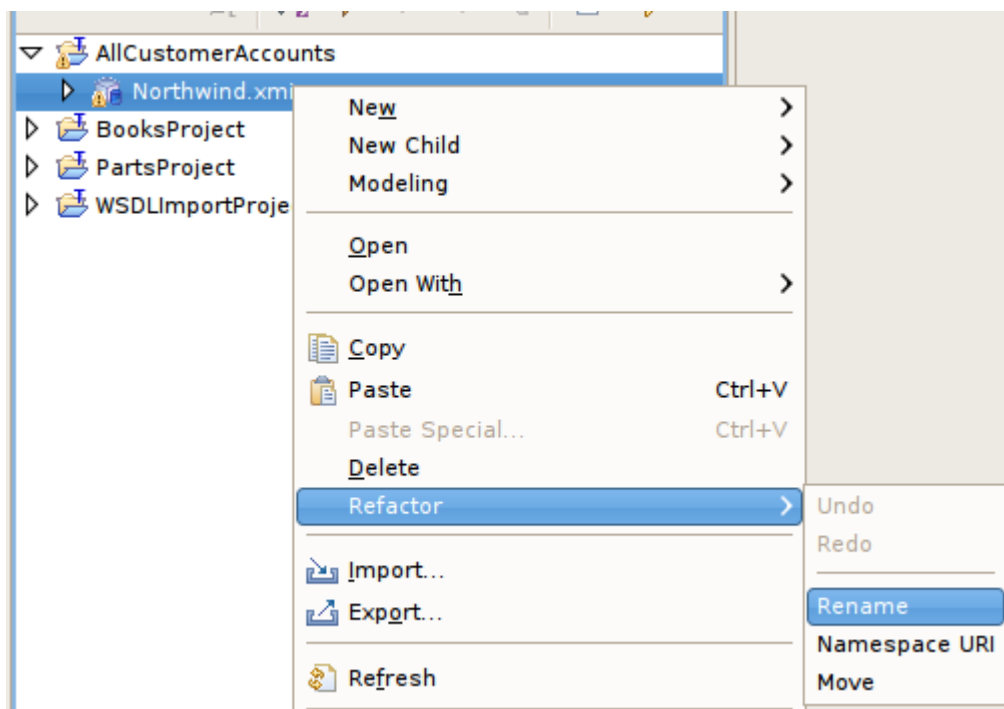 AllCustomerAccounts
Northwind.xmi
BooksProject
PartsProject
WSDLImportProje
New
New Child
Modeling
Open
Open With
Copy
Paste Ctrl+V
Paste Special... Ctrl+V
Delete
Refactor
Import...
Export...
Refresh
Undo
Redo
Rename
Namespace URI
Move